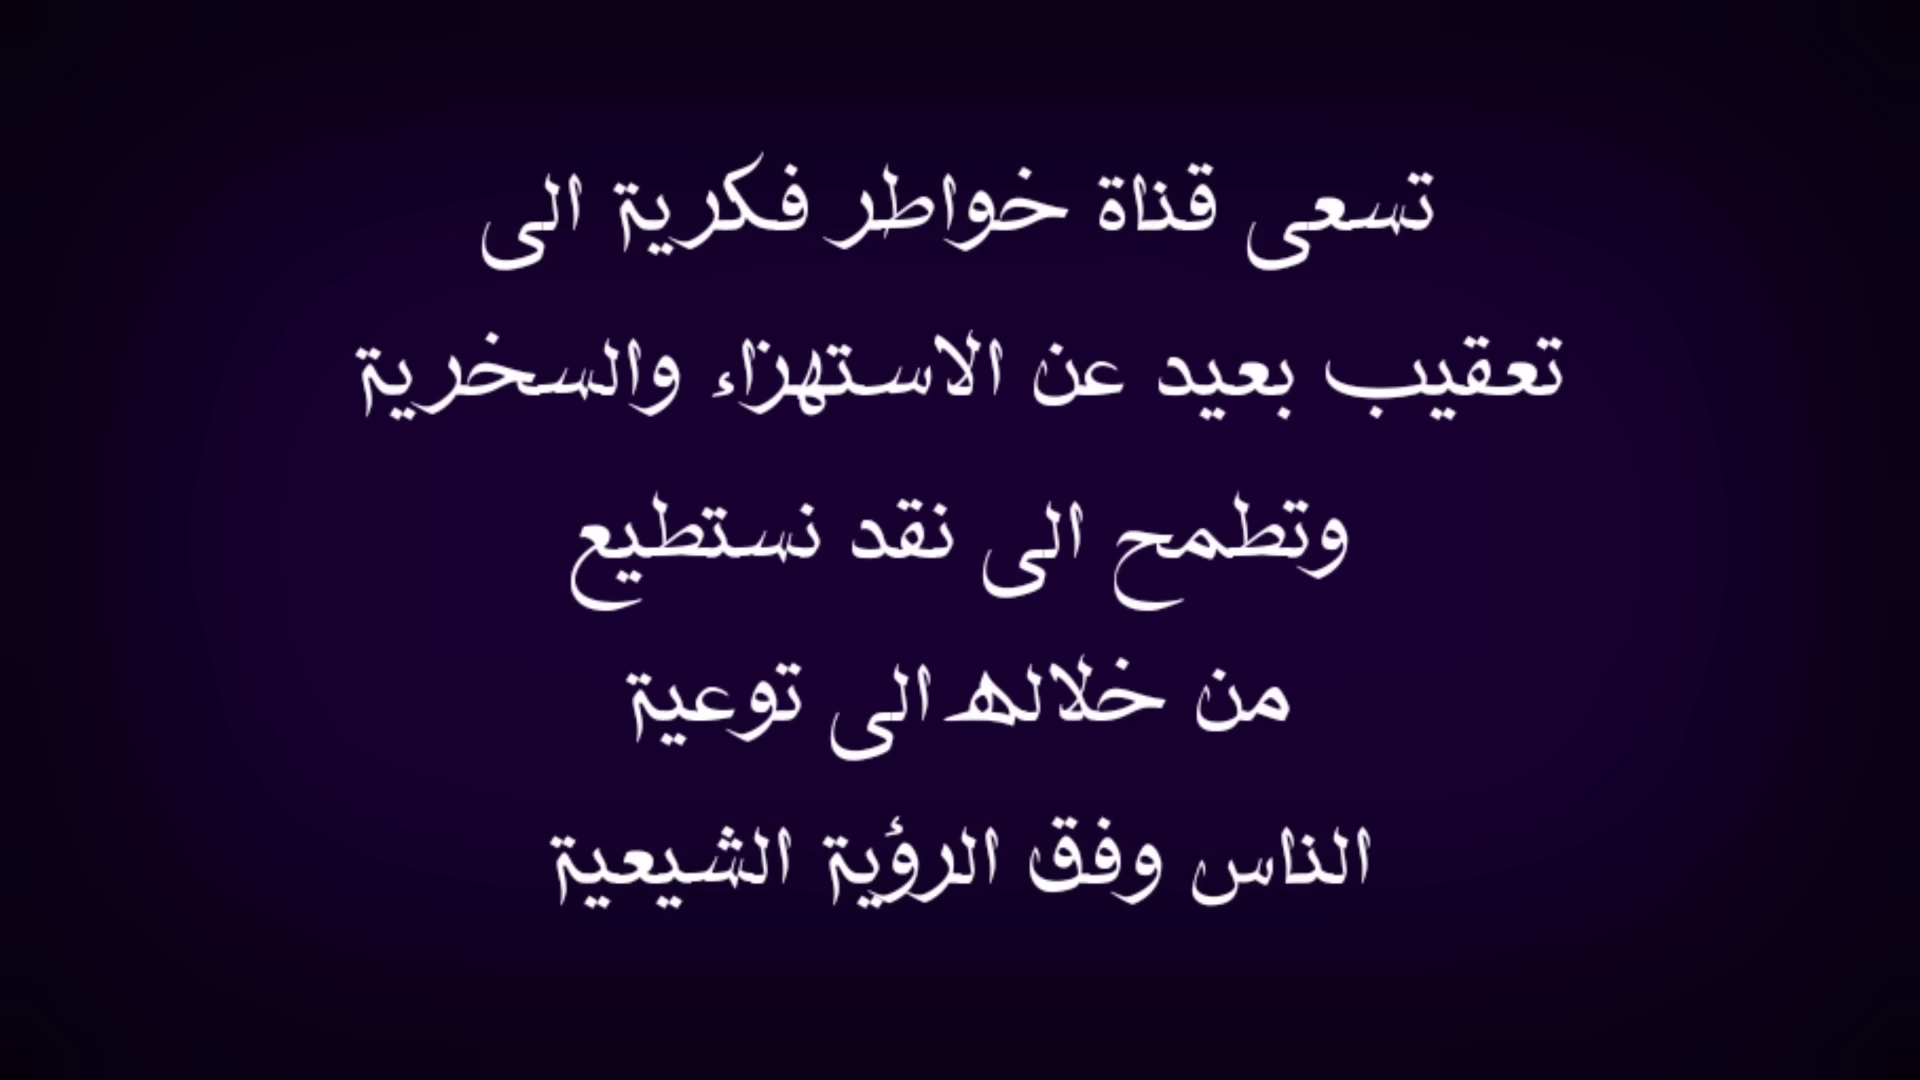 تسعى قناة خواطر فكرية الى
تعقيب بعيد عن الاستهزاء والسخرية
وتطمح الى نقد نستطيع
من خلاله الى توعية
الناس وفق الرؤية الشيعية